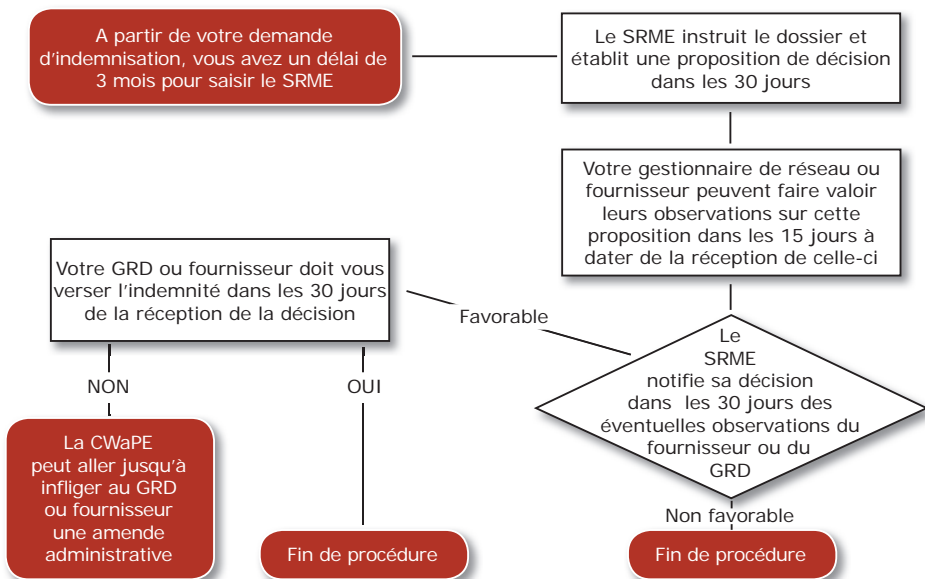 A partir de votre demande
d'indemnisation, vous avez un délai de
3 mois pour saisir le SRME
Le SRME instruit le dossier et
établit une proposition de décision
dans les 30 jours
Votre gestionnaire de réseau ou
fournisseur peuvent faire valoir
leurs observations sur cette
proposition dans les 15 jours à
dater de la réception de celle-ci
Le
SRME
notifie sa décision
dans les 30 jours des
éventuelles observations du
fournisseur ou du
GRD
Favorable
Votre GRD ou fournisseur doit vous
verser l'indemnité dans les 30 jours
de la réception de la décision
NON
OUI
La CWaPE
peut aller jusqu'à
infliger au GRD
ou fournisseur
une amende
administrative
Fin de procédure
Non favorable
Fin de procédure